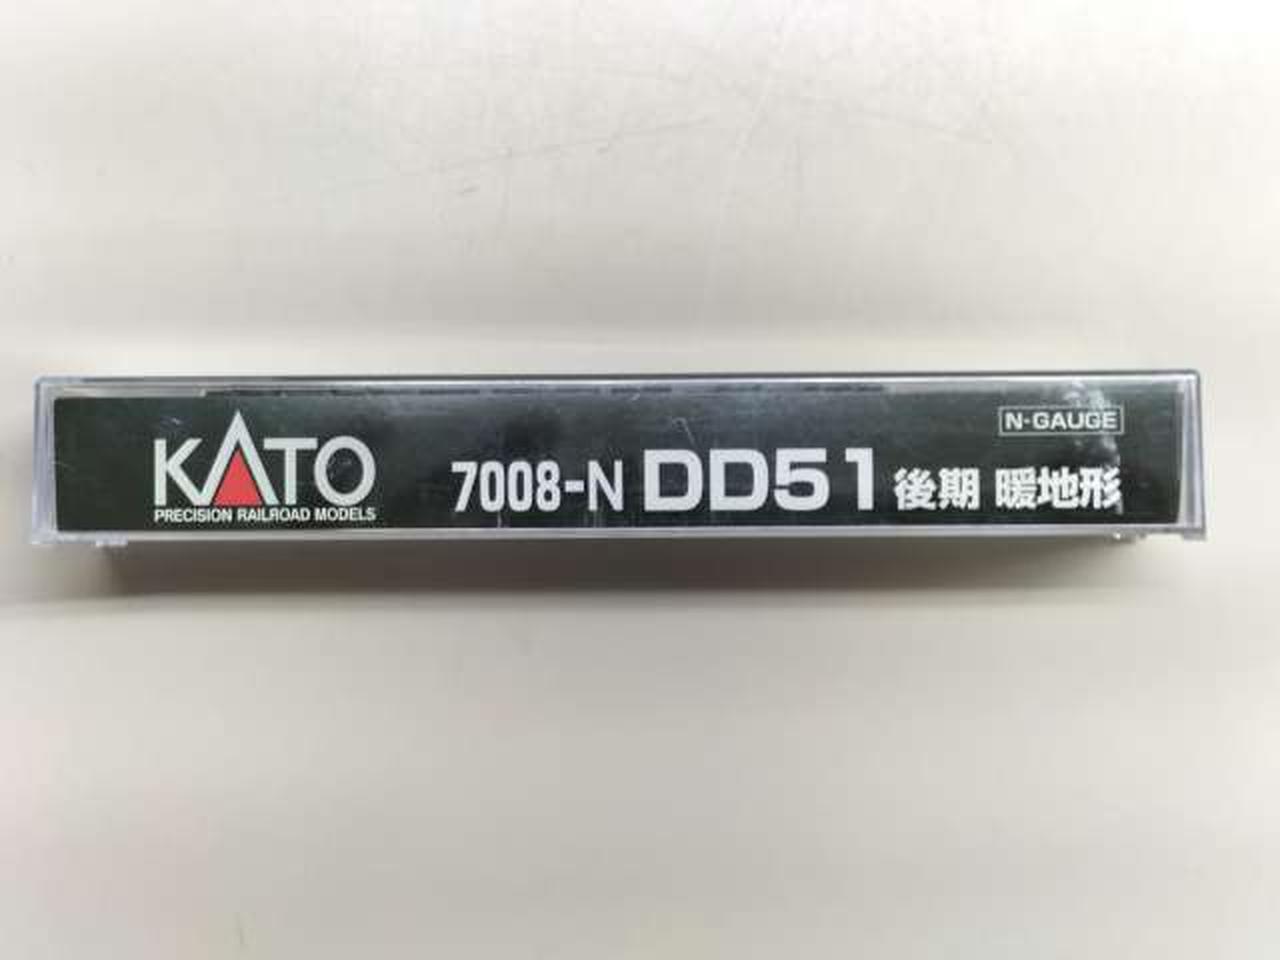 KATO
PRECISION RAILROAD MODELS
7008-N DD51 後期 暖地形
N-GAUGE